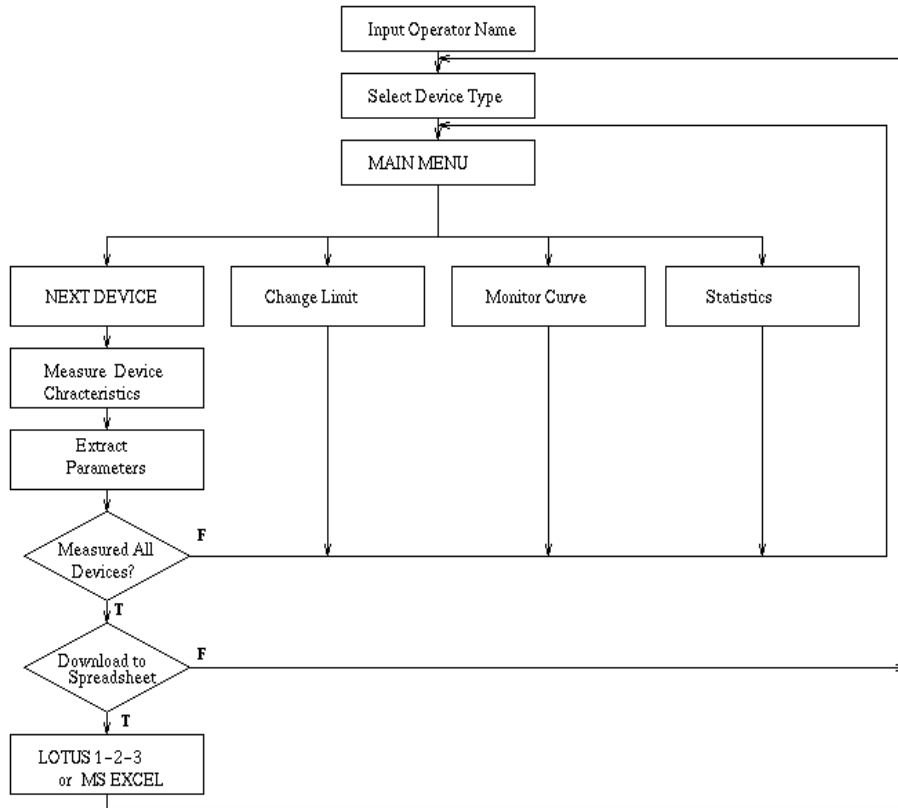 Input Operator Name
Select Device Type
MAIN MENU
NEXT DEVICE
Change Limit
Monitor Curve
Statistics
Measure Device
Chracteristics
Extract
Parameters
Measured All
Devices?
F
T
Download to
Spreadsheet
F
T
LOTUS 1-2-3
or MS EXCEL